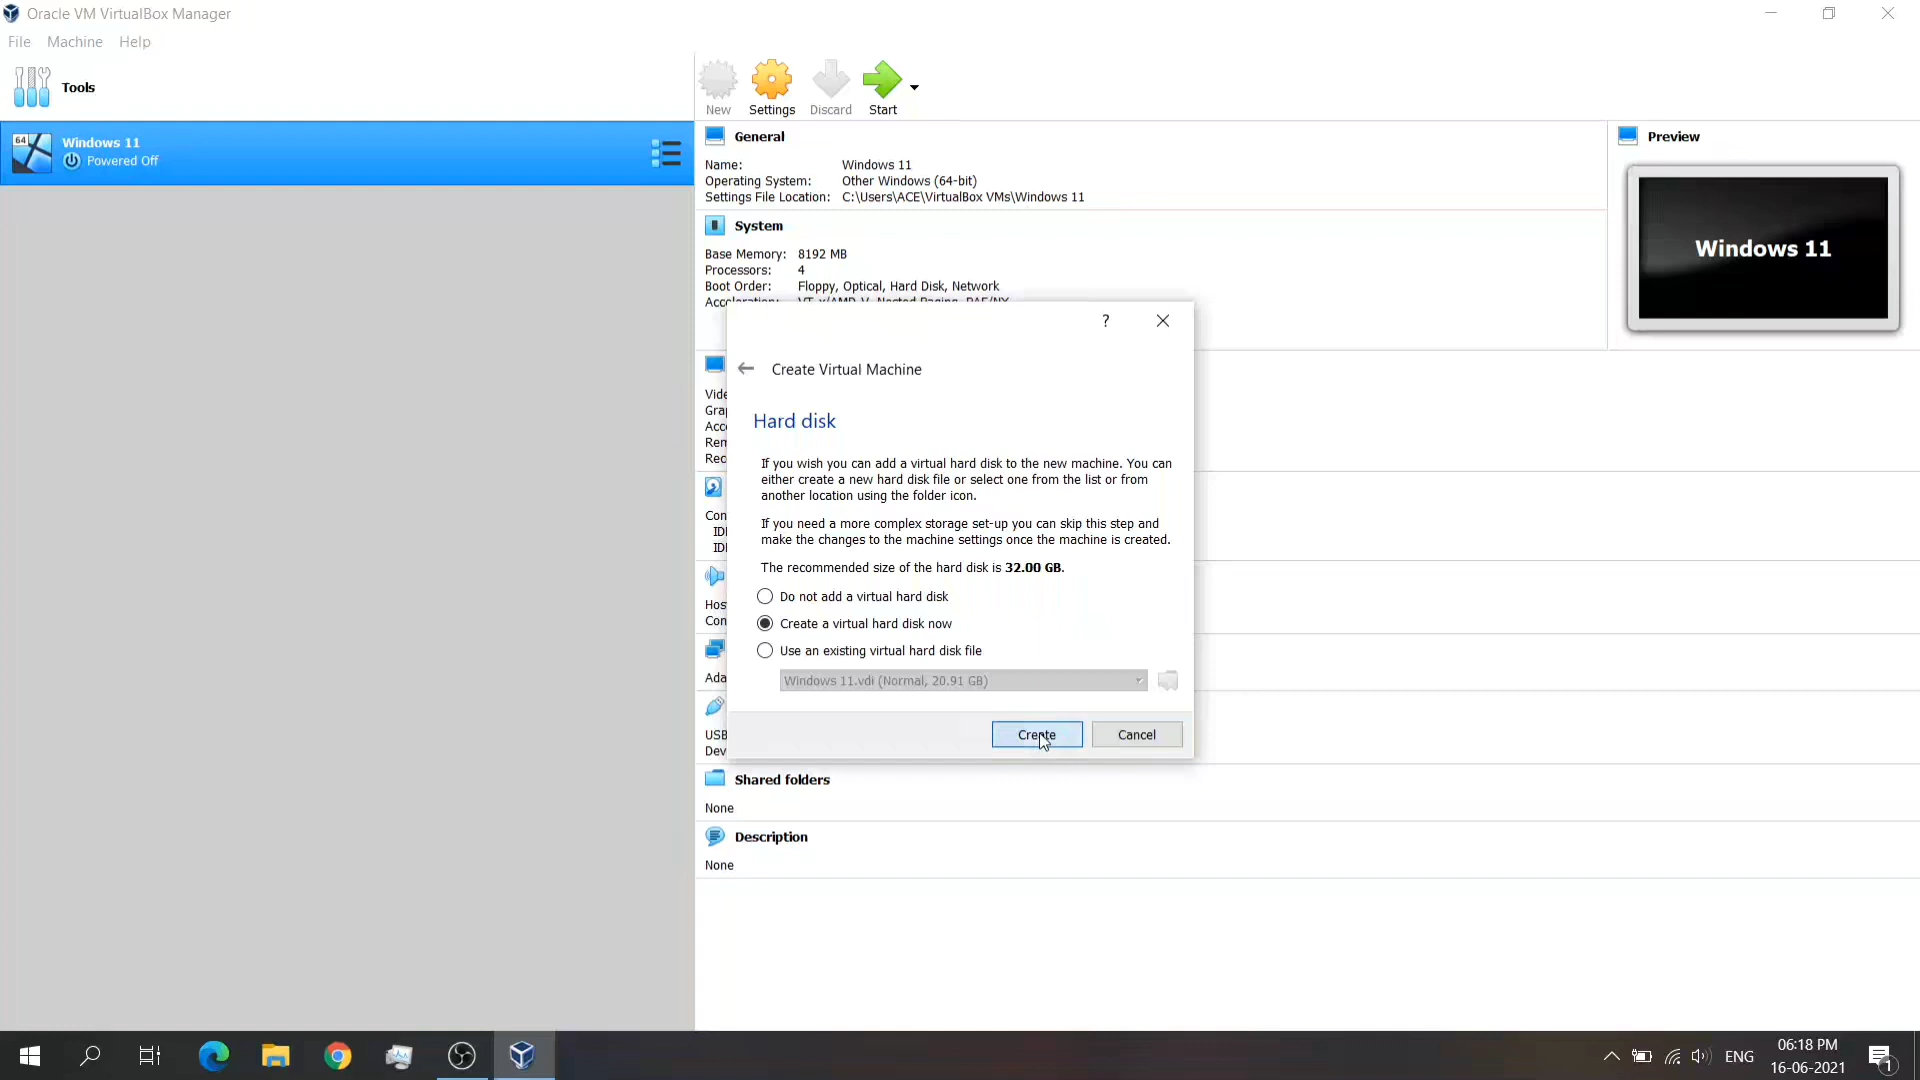 Oracle VM VirtualBox Manager
File Machine Help
Tools
New Settings Discard Start
64
Windows 11
Powered Off
General
Name: Windows 11
Operating System: Other Windows (64-bit)
Settings File Location: C:\Users\ACE\VirtualBox VMs\Windows 11
Preview
Windows 11
System
Base Memory: 8192 MB
Processors: 4
Boot Order: Floppy, Optical, Hard Disk, Network
Create Virtual Machine
Hard disk
If you wish you can add a virtual hard disk to the new machine. You can
either create a new hard disk file or select one from the list or from
another location using the folder icon.
If you need a more complex storage set-up you can skip this step and
make the changes to the machine settings once the machine is created.
The recommended size of the hard disk is 32.00 GB.
Do not add a virtual hard disk
Create a virtual hard disk now
Use an existing virtual hard disk file
Windows 11.vdi (Normal, 20.91 GB)
Create Cancel
USB
Shared folders
None
Description
None
ENG
06:18 PM
16-06-2021
1